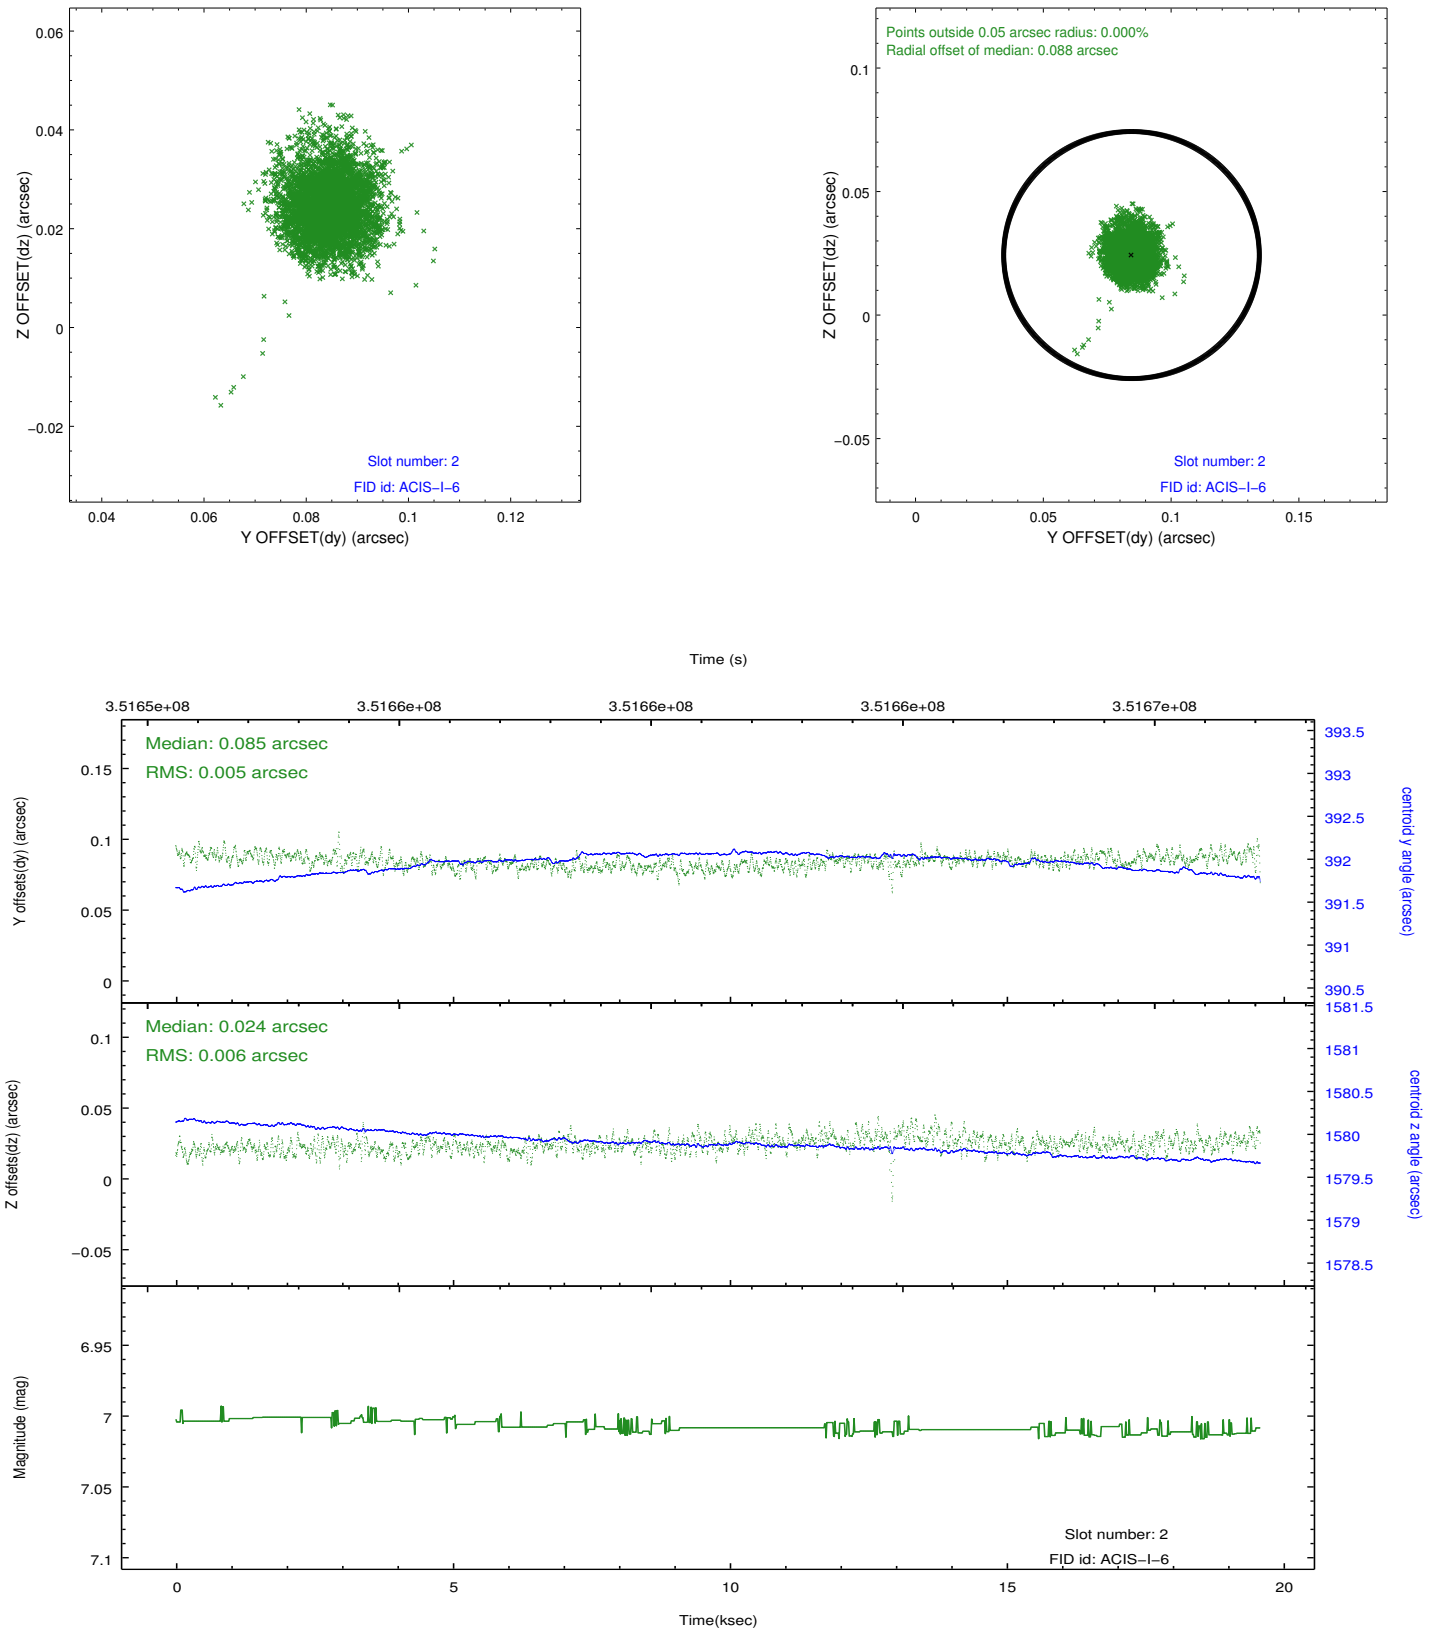 0.06
0.04
0.02
0
−0.02
Z OFFSET(dz) (arcsec)
Slot number: 2
FID id: ACIS−I−6
0.04
0.06
0.08
0.1
0.12
Y OFFSET(dy) (arcsec)
Points outside 0.05 arcsec radius: 0.000%
Radial offset of median: 0.088 arcsec
0.1
0.05
0
−0.05
Z OFFSET(dz) (arcsec)
Slot number: 2
FID id: ACIS−I−6
0
0.05
0.1
0.15
Y OFFSET(dy) (arcsec)
Time (s)
3.5165e+08
3.5166e+08
3.5166e+08
3.5166e+08
3.5167e+08
Median: 0.085 arcsec
RMS: 0.005 arcsec
0.15
0.1
0.05
0
Y offsets(dy) (arcsec)
393.5
393
392.5
392
391.5
391
390.5
centroid y angle (arcsec)
Median: 0.024 arcsec
RMS: 0.006 arcsec
0.1
0.05
0
−0.05
Z offsets(dz) (arcsec)
1581.5
1581
1580.5
1580
1579.5
1579
1578.5
centroid z angle (arcsec)
6.95
7
7.05
7.1
Magnitude (mag)
Slot number: 2
FID id: ACIS−I−6
0
5
10
15
20
Time(ksec)